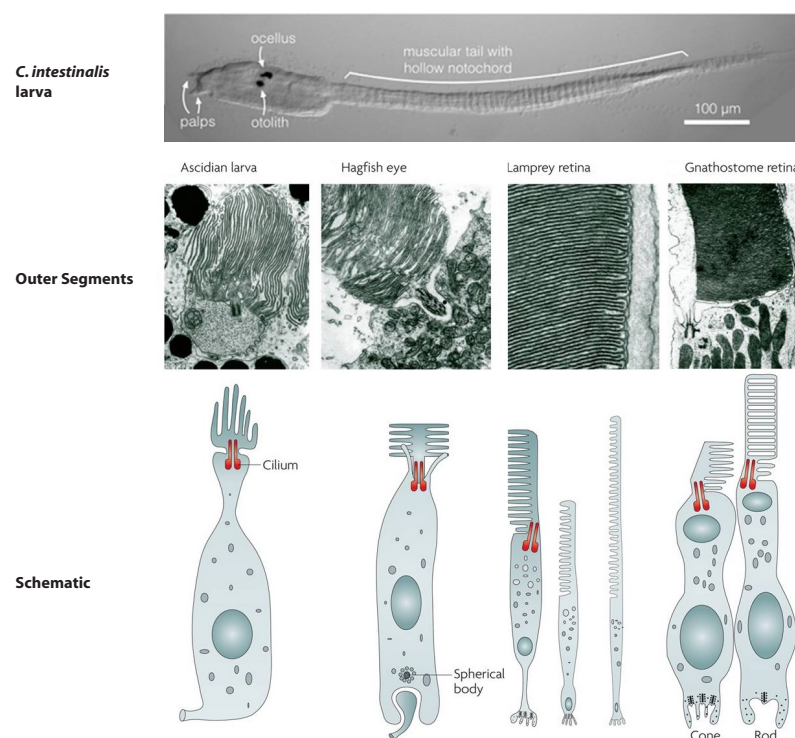 C. intestinalis
larva
ocellus
muscular tail with
hollow notochord
palps
otolith
100 µm
Ascidian larva
Hagfish eye
Lamprey retina
Gnathostome retina
Outer Segments
Cilium
Schematic
Spherical
body
Cone
Rod